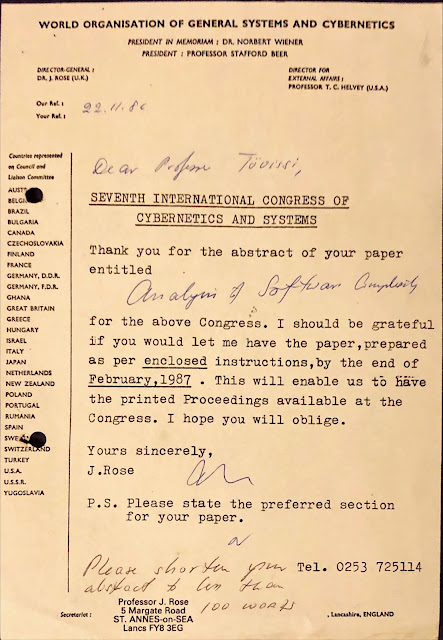 WORLD ORGANISATION OF GENERAL SYSTEMS AND CYBERNETICS
PRESIDENT IN MEMORIAM : DR. NORBERT WIENER
PRESIDENT : PROFESSOR STAFFORD BEER
DIRECTOR-GENERAL :
DR. J. ROSE (U.K.)
DIRECTOR FOR
EXTERNAL AFFAIRS :
PROFESSOR T. C. HELVEY (U.S.A.)
Our Ref. :
Your Ref. :
22.11.86
Countries represented
on Council and
Liaison Committee
AUST
BELGI
BRAZIL
BULGARIA
CANADA
CZECHOSLOVAKIA
FINLAND
FRANCE
GERMANY, D.D.R.
GERMANY, F.D.R.
GHANA
GREAT BRITAIN
GREECE
HUNGARY
ISRAEL
ITALY
JAPAN
NETHERLANDS
NEW ZEALAND
POLAND
PORTUGAL
RUMANIA
SPAIN
SWE
SWITZERLAND
TURKEY
U.S.A.
U.S.S.R.
YUGOSLAVIA
Dear Professor Tövissi,
SEVENTH INTERNATIONAL CONGRESS OF
CYBERNETICS AND SYSTEMS
Thank you for the abstract of your paper
entitled
Analysis of Software Complexity
for the above Congress. I should be grateful
if you would let me have the paper,prepared
as per enclosed instructions,by the end of
February,1987 . This will enable us to have
the printed Proceedings available at the
Congress. I hope you will oblige.
Yours sincerely,
J.Rose
P.S. Please state the preferred section
for your paper.
Please shorten your
abstract to less than
100 words
Tel. 0253 725114
Secretariat :
Professor J. Rose
5 Margate Road
ST. ANNES-on-SEA
Lancs FY8 3EG
, Lancashire, ENGLAND